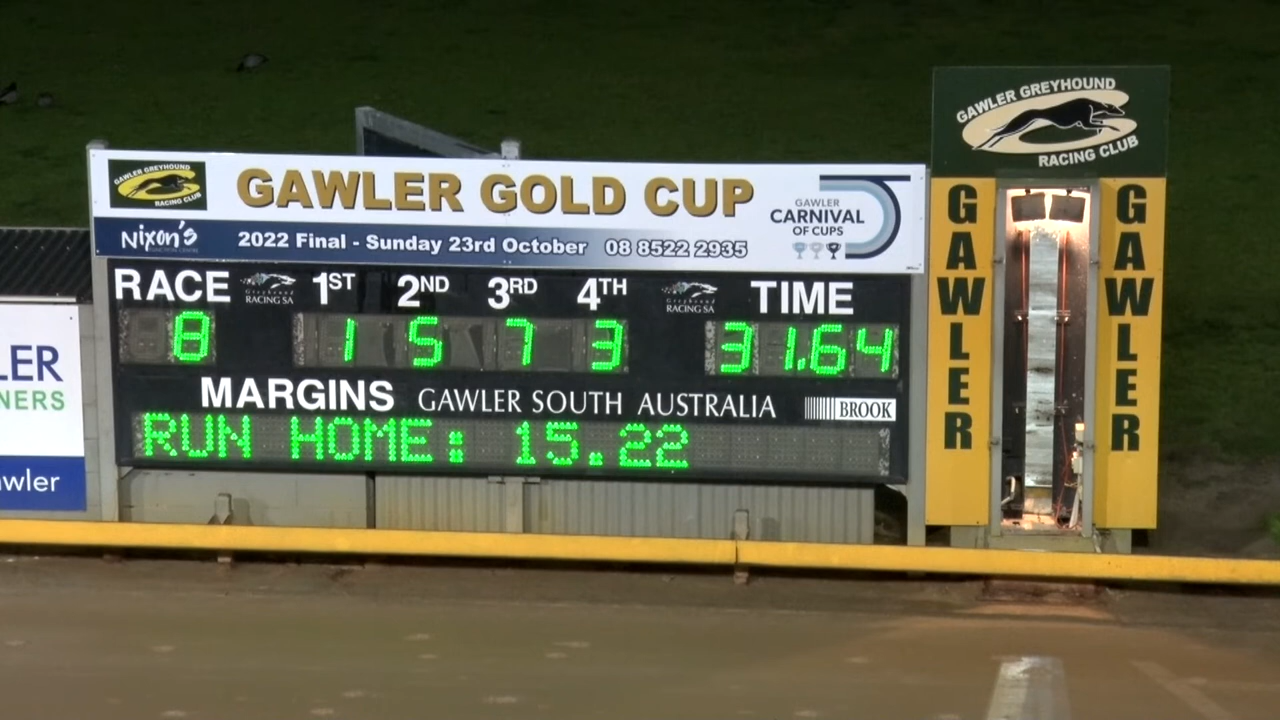 GAWLER GREYHOUND
RACING CLUB
GAWLER GREYHOUND
RACING CLUB
GAWLER GOLD CUP
GAWLER
CARNIVAL
OF CUPS
Nixon's
2022 Final - Sunday 23rd October 08 8522 2935
RACE Greyhound RACING SA 1ST 2ND 3RD 4TH Greyhound RACING SA TIME
8 1 5 7 3 31.64
MARGINS GAWLER SOUTH AUSTRALIA BROOK
RUN HOME: 15.22
GAWLER
GAWLER
LER
NERS
awler